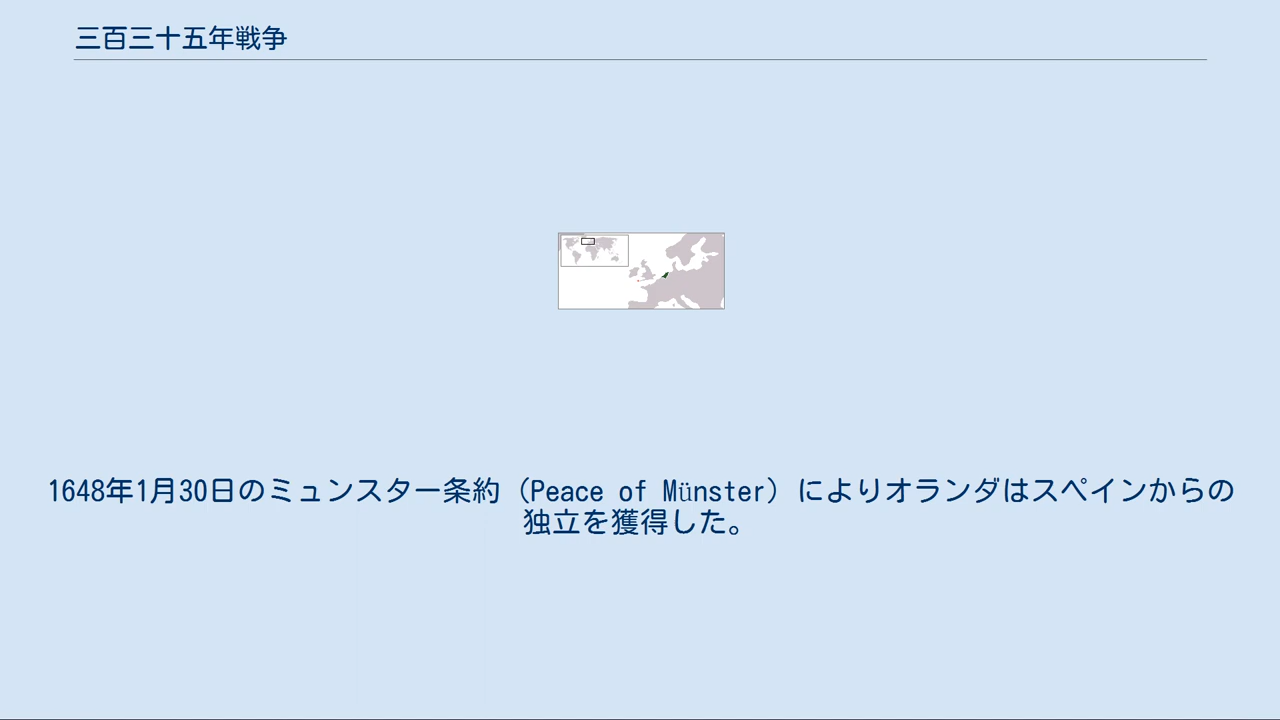 三百三十五年戦争
1648年1月30日のミュンスター条約（Peace of Münster）によりオランダはスペインからの
独立を獲得した。